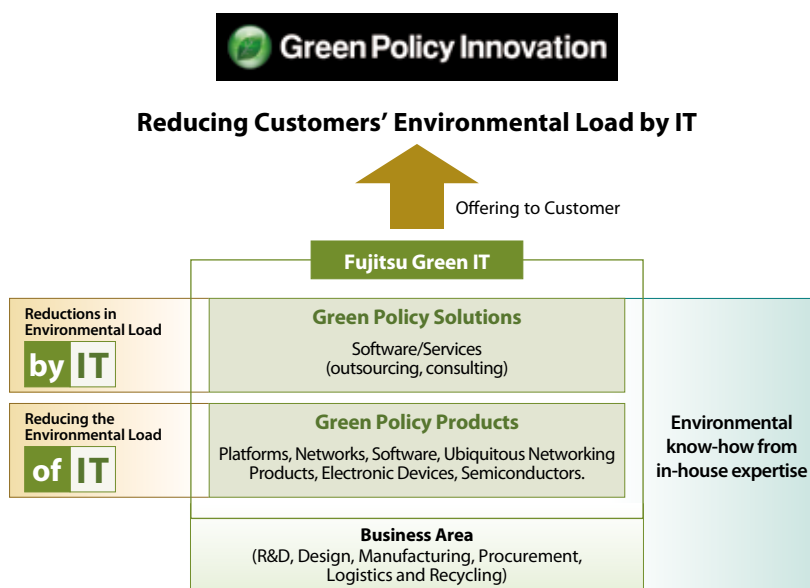 Green Policy Innovation
Reducing Customers’ Environmental Load by IT
Offering to Customer
Fujitsu Green IT
Reductions in
Environmental Load
by IT
Green Policy Solutions
Software/Services
(outsourcing, consulting)
Reducing the
Environmental Load
of IT
Green Policy Products
Platforms, Networks, Software, Ubiquitous Networking
Products, Electronic Devices, Semiconductors.
Environmental
know-how from
in-house expertise
Business Area
(R&D, Design, Manufacturing, Procurement,
Logistics and Recycling)